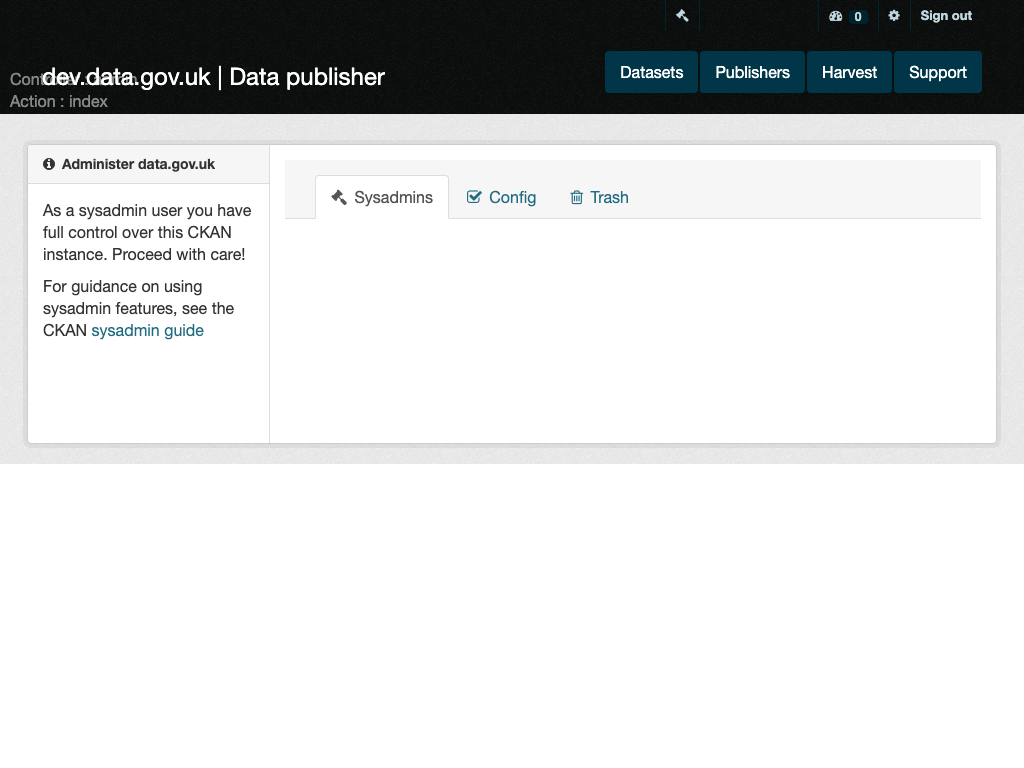 0
Sign out
Controller :
Action : index
dev.data.gov.uk | Data publisher
Datasets
Publishers
Harvest
Support
Administer data.gov.uk
As a sysadmin user you have
full control over this CKAN
instance. Proceed with care!
For guidance on using
sysadmin features, see the
CKAN sysadmin guide
Sysadmins
Config
Trash